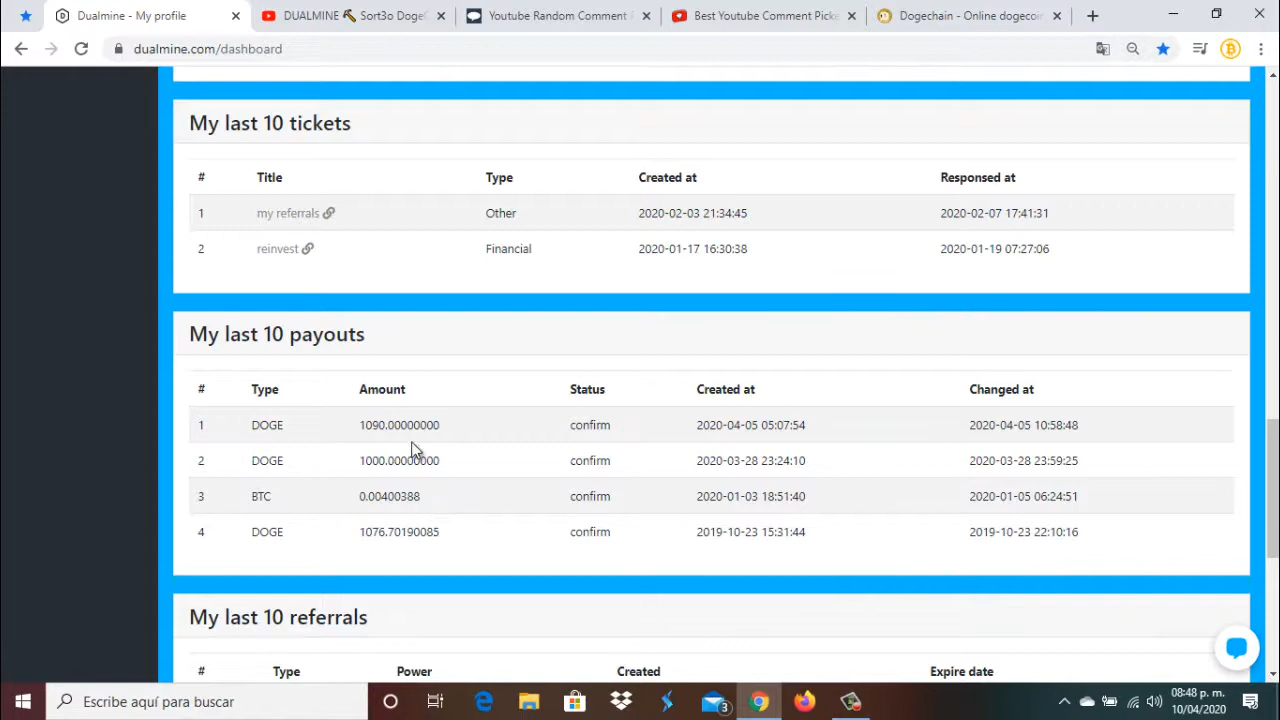 Dualmine - My profile
DUALMINE Sort3o DogeC
Youtube Random Comment P
Best Youtube Comment Picke
Dogechain - Online dogecoin
dualmine.com/dashboard
My last 10 tickets
# Title Type Created at Responsed at
1 my referrals Other 2020-02-03 21:34:45 2020-02-07 17:41:31
2 reinvest Financial 2020-01-17 16:30:38 2020-01-19 07:27:06
My last 10 payouts
# Type Amount Status Created at Changed at
1 DOGE 1090.00000000 confirm 2020-04-05 05:07:54 2020-04-05 10:58:48
2 DOGE 1000.00000000 confirm 2020-03-28 23:24:10 2020-03-28 23:59:25
3 BTC 0.00400388 confirm 2020-01-03 18:51:40 2020-01-05 06:24:51
4 DOGE 1076.70190085 confirm 2019-10-23 15:31:44 2019-10-23 22:10:16
My last 10 referrals
# Type Power Created Expire date
Escribe aquí para buscar
3
08:48 p. m.
10/04/2020